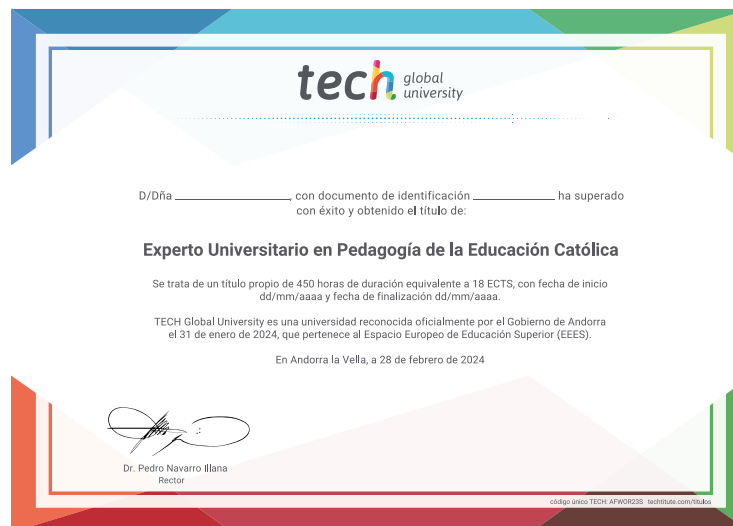 tech global university
D/Dña ____________________, con documento de identificación ______________ ha superado
con éxito y obtenido el título de:
Experto Universitario en Pedagogía de la Educación Católica
Se trata de un título propio de 450 horas de duración equivalente a 18 ECTS, con fecha de inicio
dd/mm/aaaa y fecha de finalización dd/mm/aaaa.
TECH Global University es una universidad reconocida oficialmente por el Gobierno de Andorra
el 31 de enero de 2024, que pertenece al Espacio Europeo de Educación Superior (EEES).
En Andorra la Vella, a 28 de febrero de 2024
Dr. Pedro Navarro Illana
Rector
código único TECH: AFWOR23S techtitute.com/titulos